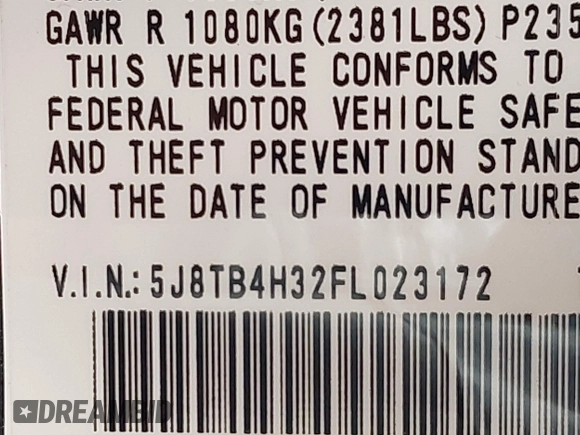 GAWR R 1080KG(2381LBS) P235
THIS VEHICLE CONFORMS TO
FEDERAL MOTOR VEHICLE SAFE
AND THEFT PREVENTION STAND
ON THE DATE OF MANUFACTURE
V.I.N.: 5J8TB4H32FL023172
DREAMBID